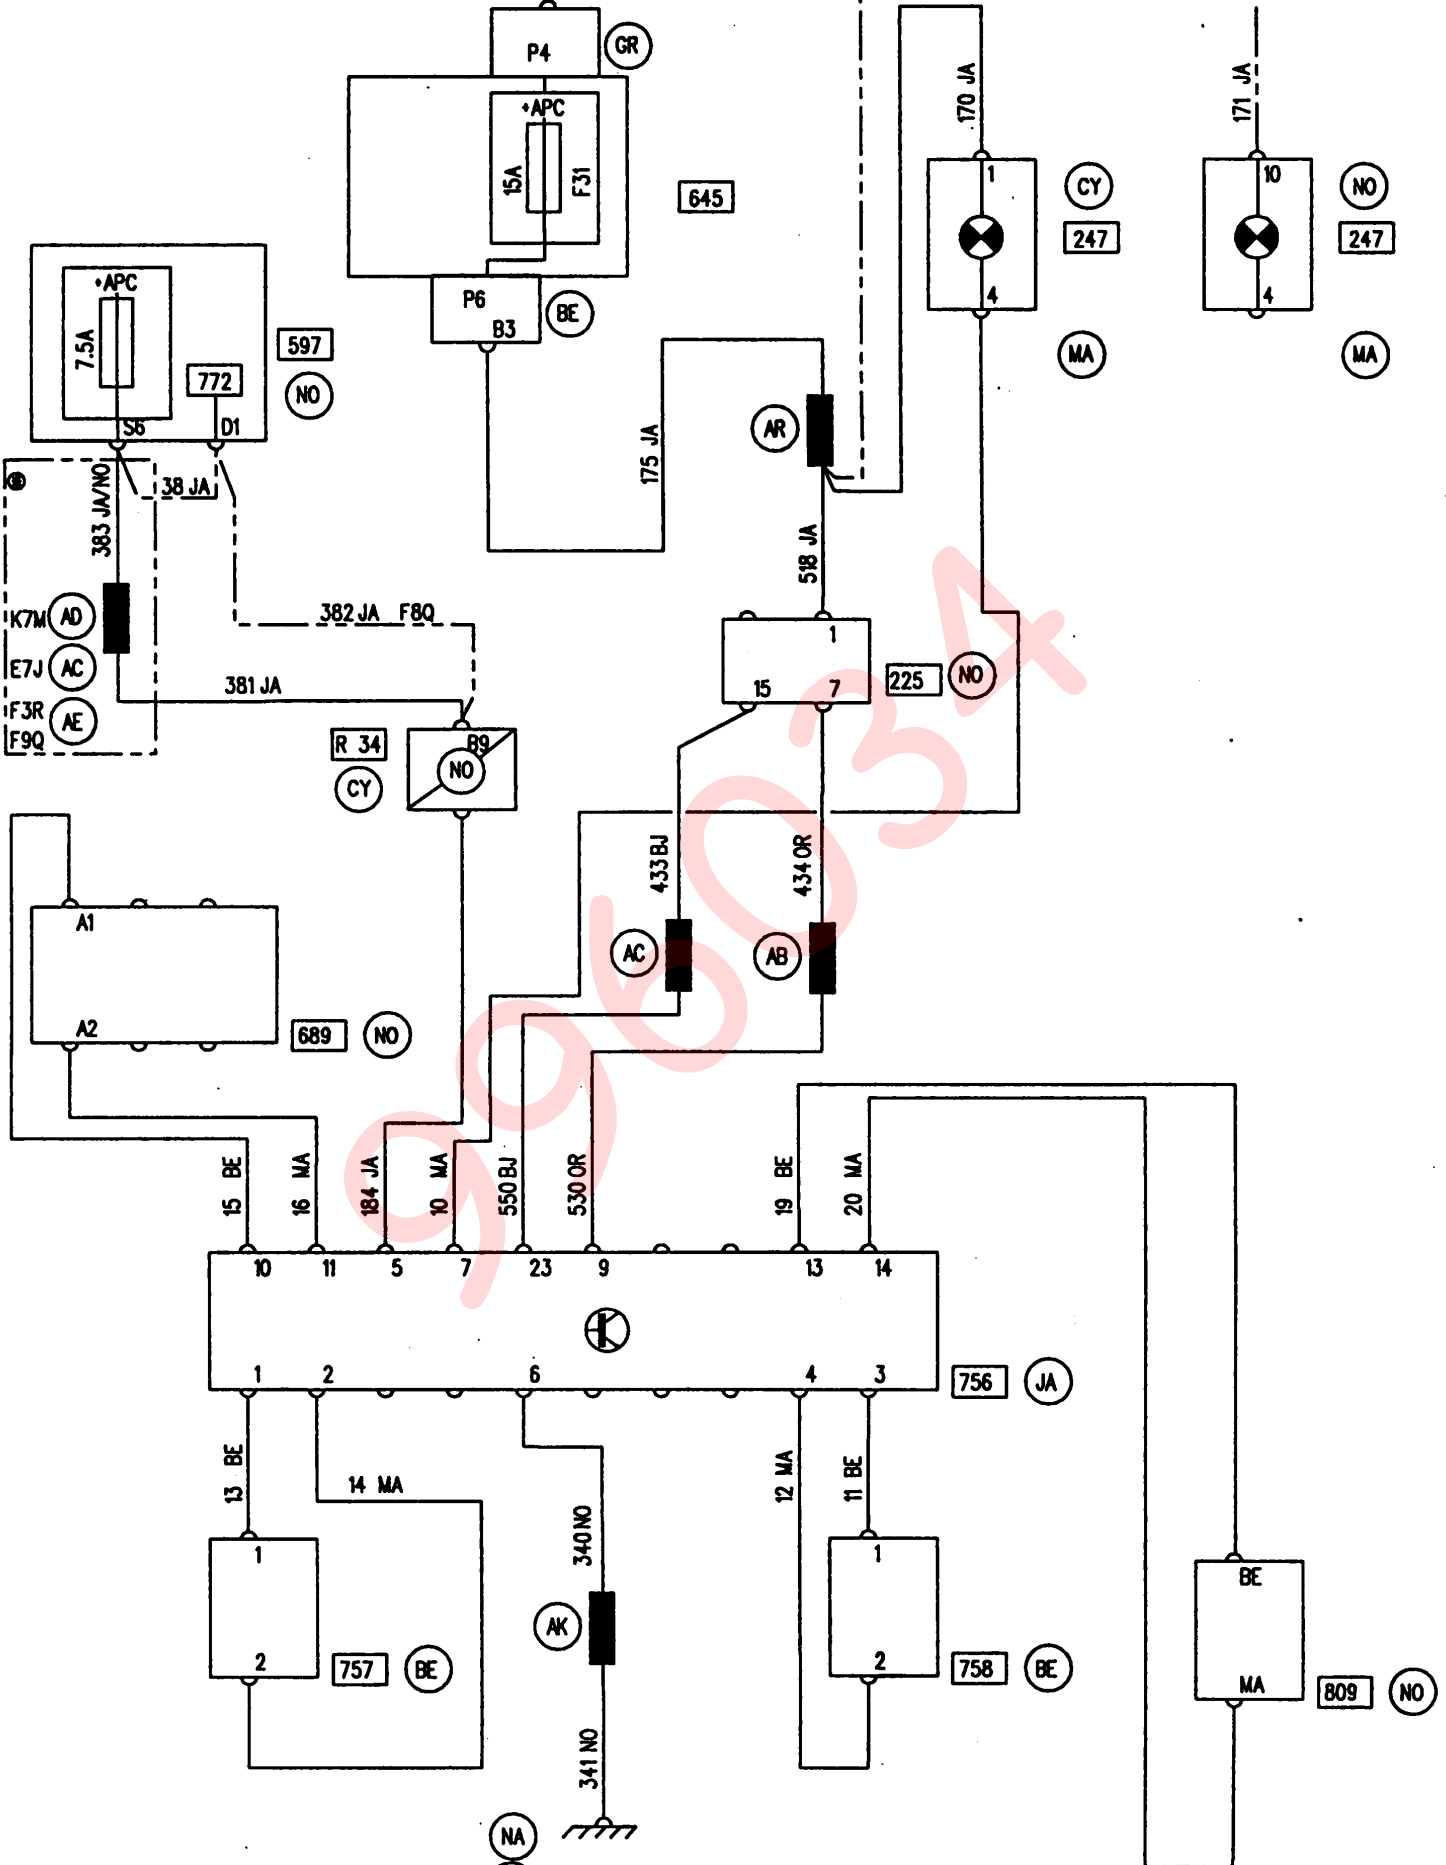 P4
GR
+APC
15A
F31
645
P6
B3
BE
170 JA
171 JA
1
4
CY
247
MA
10
4
NO
247
MA
+APC
7.5A
772
S6
D1
597
NO
383 JA/NO
38 JA
K7M AD
E7J AC
F3R AE
F9Q
382 JA F8Q
381 JA
R 34
CY
B9
NO
175 JA
AR
518 JA
1
15
7
225
NO
433 BJ
434 OR
AC
AB
A1
A2
689
NO
15 BE
16 MA
184 JA
10 MA
550 BJ
530 OR
19 BE
20 MA
10
11
5
7
23
9
13
14
1
2
6
4
3
756
JA
13 BE
14 MA
340 NO
12 MA
11 BE
1
2
757
BE
AK
341 NO
NA
1
2
758
BE
BE
MA
809
NO
996034